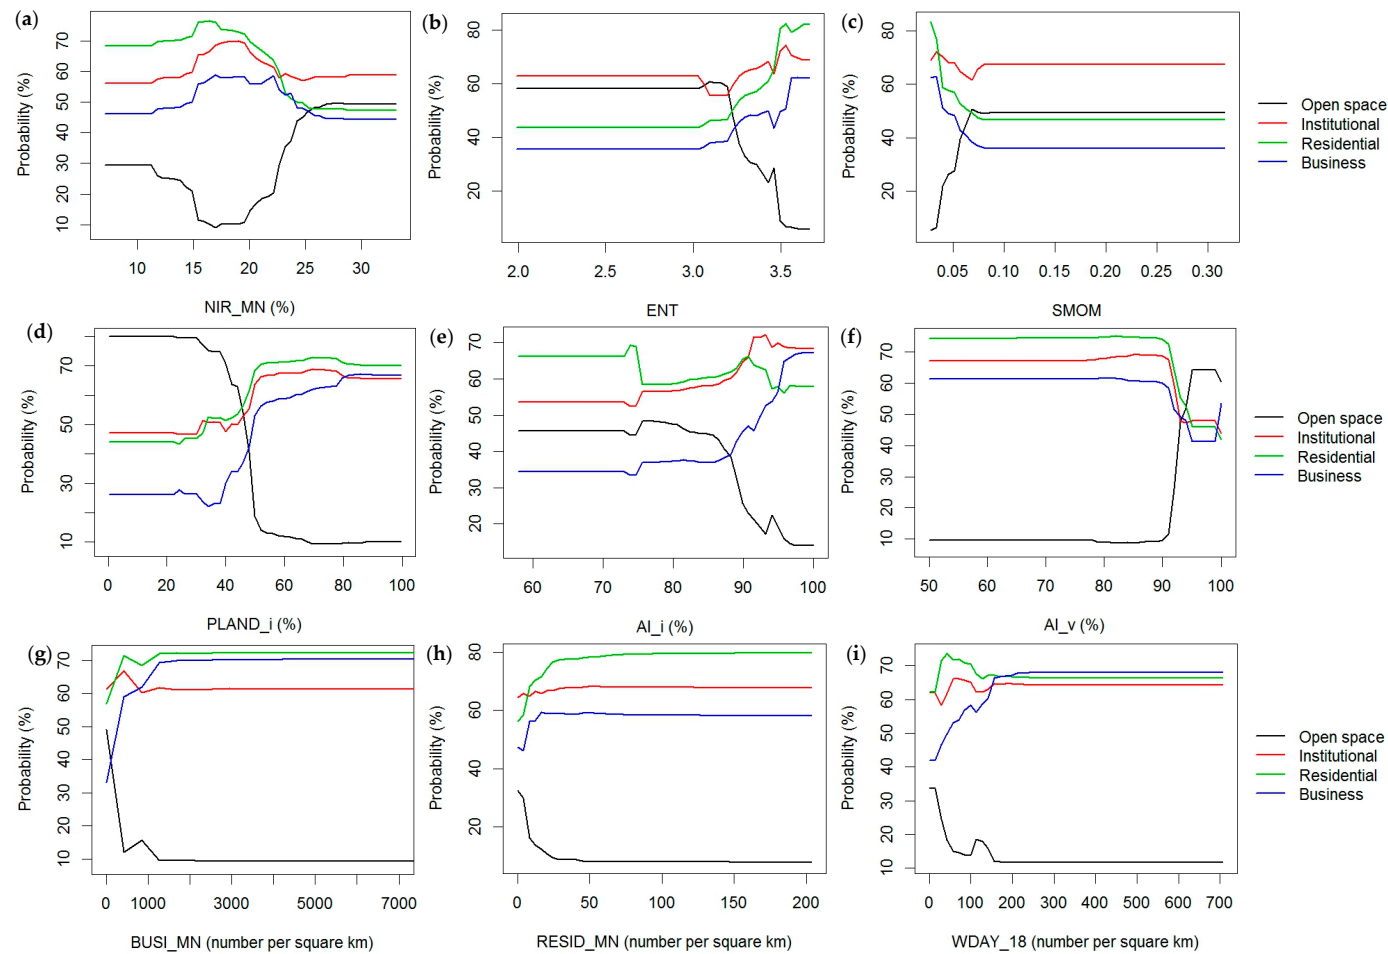 (a)
Probability (%)
70
60
50
40
30
20
10
10 15 20 25 30
NIR_MN (%)
(b)
Probability (%)
80
60
40
20
2.0 2.5 3.0 3.5
ENT
(c)
Probability (%)
80
60
40
20
0.05 0.10 0.15 0.20 0.25 0.30
SMOM
Open space
Institutional
Residential
Business
(d)
Probability (%)
70
50
30
10
0 20 40 60 80 100
PLAND_i (%)
(e)
Probability (%)
70
60
50
40
30
20
60 70 80 90 100
AI_i (%)
(f)
Probability (%)
70
60
50
40
30
20
10
50 60 70 80 90 100
AI_v (%)
Open space
Institutional
Residential
Business
(g)
Probability (%)
70
60
50
40
30
20
10
0 1000 3000 5000 7000
BUSI_MN (number per square km)
(h)
Probability (%)
80
60
40
20
0 50 100 150 200
RESID_MN (number per square km)
(i)
Probability (%)
70
60
50
40
30
20
10
0 100 200 300 400 500 600 700
WDAY_18 (number per square km)
Open space
Institutional
Residential
Business